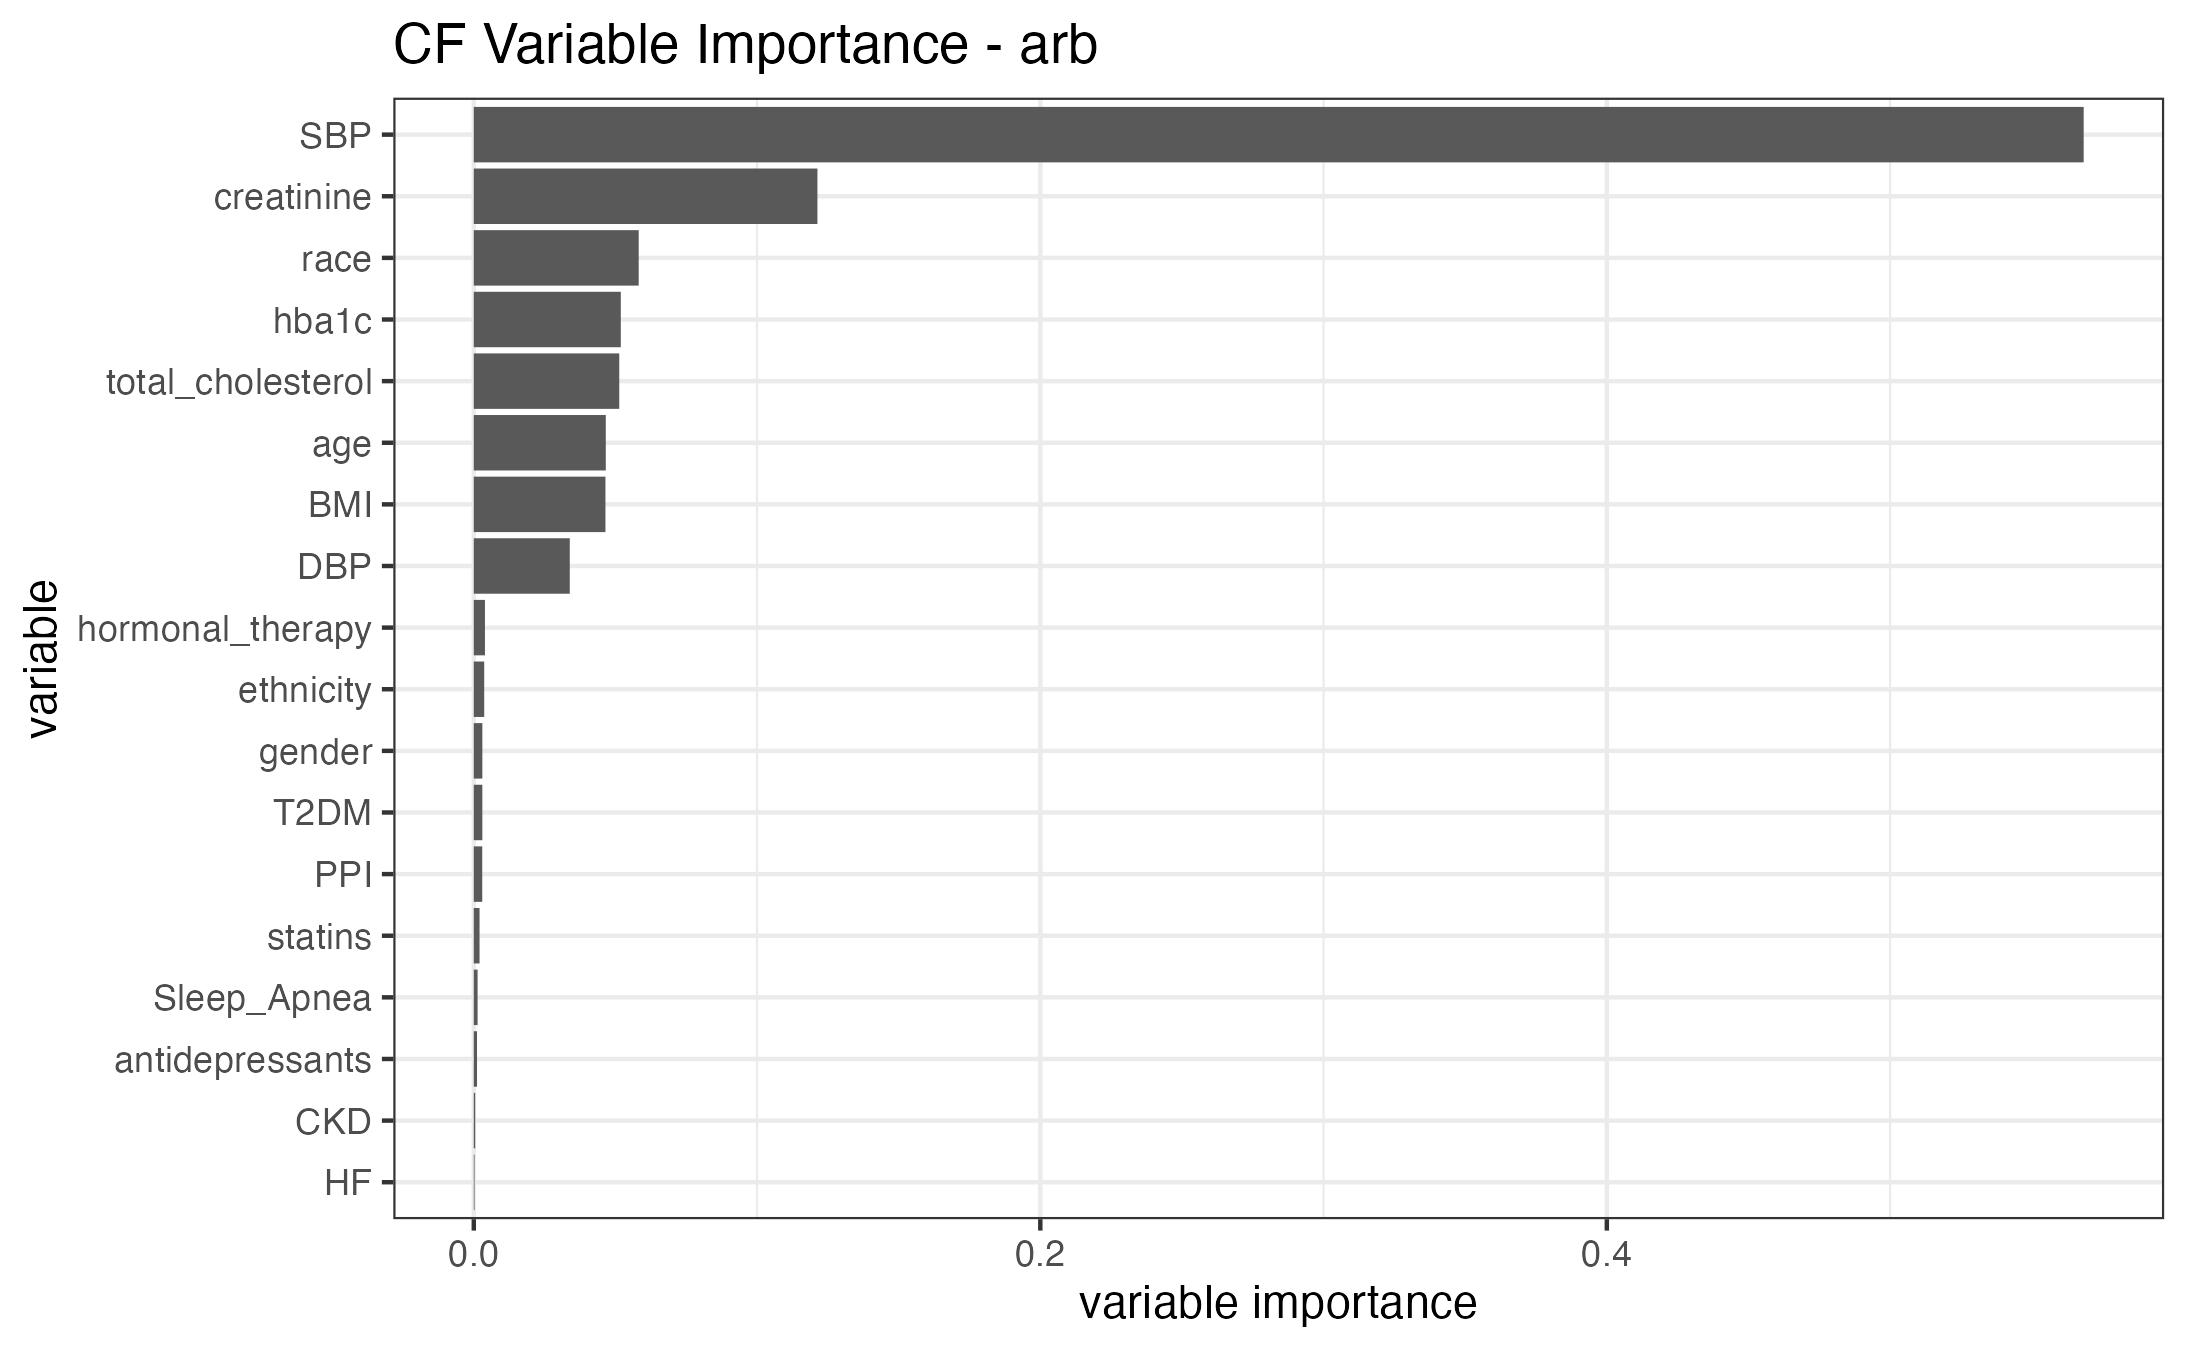 CF Variable Importance - arb
variable
SBP
creatinine
race
hba1c
total_cholesterol
age
BMI
DBP
hormonal_therapy
ethnicity
gender
T2DM
PPI
statins
Sleep_Apnea
antidepressants
CKD
HF
0.0 0.2 0.4
variable importance